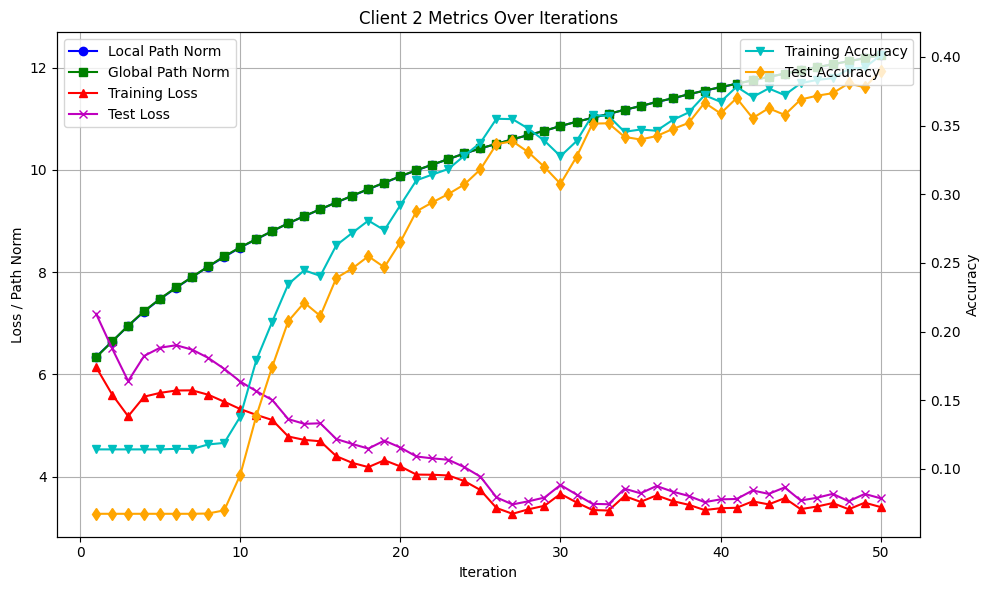 Client 2 Metrics Over Iterations
Local Path Norm
Global Path Norm
Training Loss
Test Loss
Training Accuracy
Test Accuracy
Loss / Path Norm
12
10
8
6
4
0.40
0.35
0.30
0.25
0.20
0.15
0.10
Accuracy
0
10
20
30
40
50
Iteration